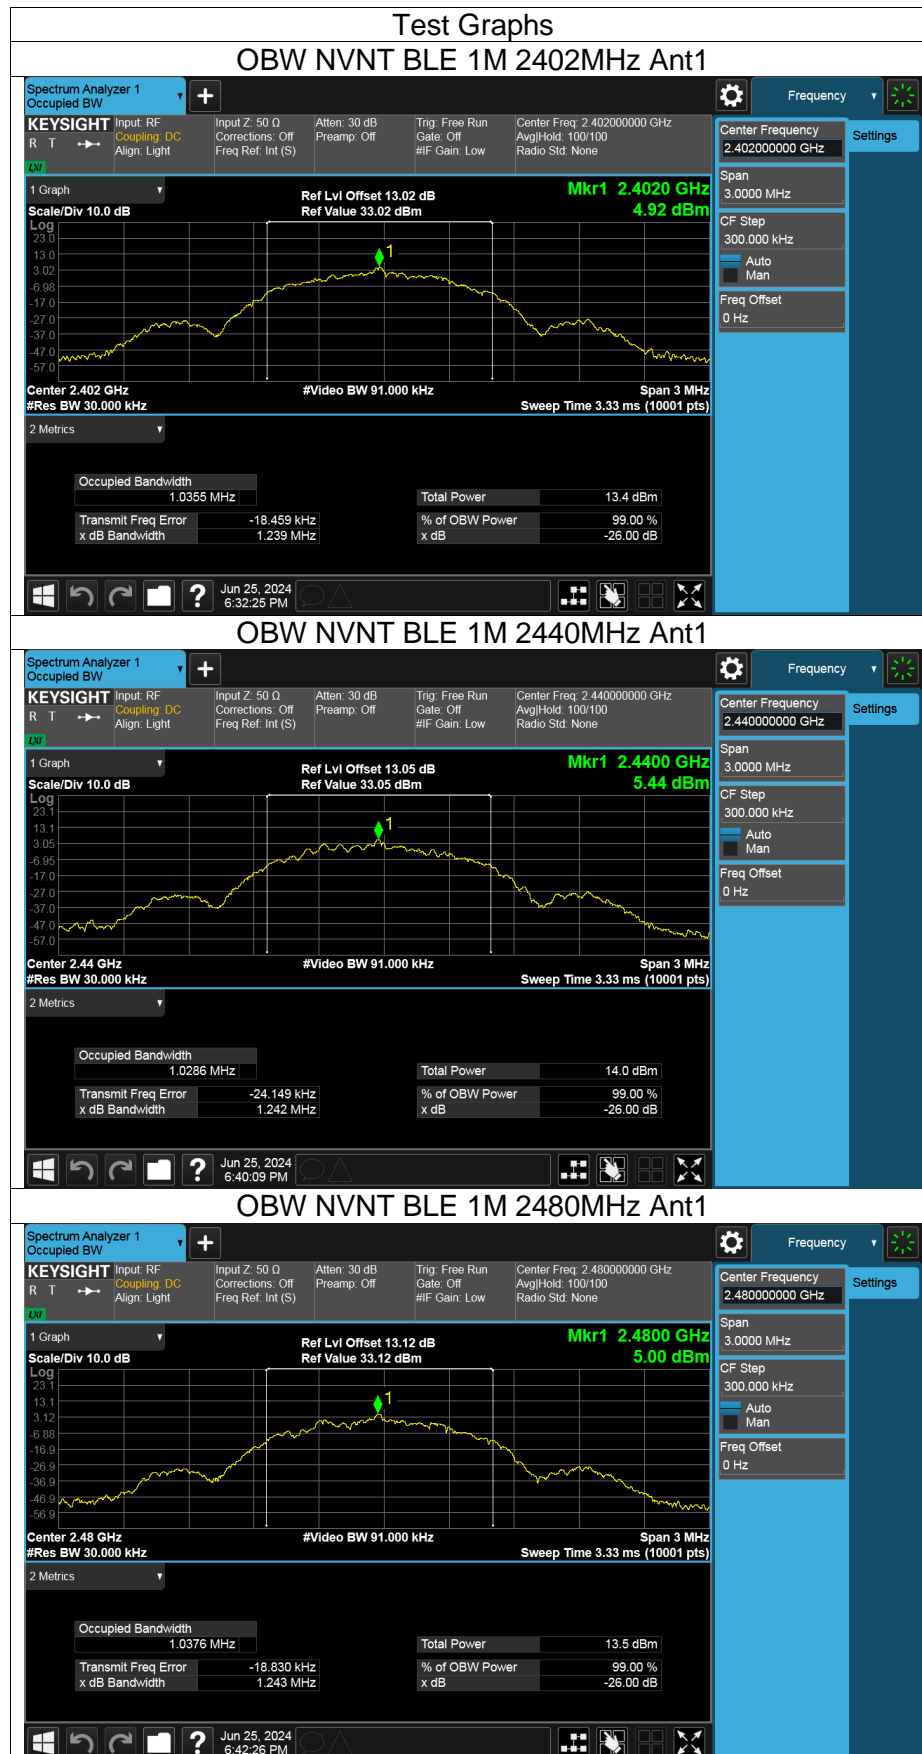 Test Graphs
OBW NVNT BLE 1M 2402MHz Ant1
Spectrum Analyzer 1
Occupied BW
Frequency
KEYSIGHT
R T
LXI
Input: RF
Coupling: DC
Align: Light
Input Z: 50 Ω
Corrections: Off
Freq Ref: Int (S)
Atten: 30 dB
Preamp: Off
Trig: Free Run
Gate: Off
#IF Gain: Low
Center Freq: 2.402000000 GHz
Avg|Hold: 100/100
Radio Std: None
Center Frequency
2.402000000 GHz
Settings
Span
3.0000 MHz
CF Step
300.000 kHz
Auto
Man
Freq Offset
0 Hz
1 Graph
Scale/Div 10.0 dB
Ref Lvl Offset 13.02 dB
Ref Value 33.02 dBm
Mkr1 2.4020 GHz
4.92 dBm
Log
23.0
13.0
3.02
-6.98
-17.0
-27.0
-37.0
-47.0
-57.0
1
Center 2.402 GHz
#Res BW 30.000 kHz
#Video BW 91.000 kHz
Span 3 MHz
Sweep Time 3.33 ms (10001 pts)
2 Metrics
Occupied Bandwidth
1.0355 MHz
Transmit Freq Error -18.459 kHz
x dB Bandwidth 1.239 MHz
Total Power 13.4 dBm
% of OBW Power 99.00 %
x dB -26.00 dB
?
Jun 25, 2024
6:32:25 PM
OBW NVNT BLE 1M 2440MHz Ant1
Spectrum Analyzer 1
Occupied BW
Frequency
KEYSIGHT
R T
LXI
Input: RF
Coupling: DC
Align: Light
Input Z: 50 Ω
Corrections: Off
Freq Ref: Int (S)
Atten: 30 dB
Preamp: Off
Trig: Free Run
Gate: Off
#IF Gain: Low
Center Freq: 2.440000000 GHz
Avg|Hold: 100/100
Radio Std: None
Center Frequency
2.440000000 GHz
Settings
Span
3.0000 MHz
CF Step
300.000 kHz
Auto
Man
Freq Offset
0 Hz
1 Graph
Scale/Div 10.0 dB
Ref Lvl Offset 13.05 dB
Ref Value 33.05 dBm
Mkr1 2.4400 GHz
5.44 dBm
Log
23.1
13.1
3.05
-6.95
-17.0
-27.0
-37.0
-47.0
-57.0
1
Center 2.44 GHz
#Res BW 30.000 kHz
#Video BW 91.000 kHz
Span 3 MHz
Sweep Time 3.33 ms (10001 pts)
2 Metrics
Occupied Bandwidth
1.0286 MHz
Transmit Freq Error -24.149 kHz
x dB Bandwidth 1.242 MHz
Total Power 14.0 dBm
% of OBW Power 99.00 %
x dB -26.00 dB
?
Jun 25, 2024
6:40:09 PM
OBW NVNT BLE 1M 2480MHz Ant1
Spectrum Analyzer 1
Occupied BW
Frequency
KEYSIGHT
R T
LXI
Input: RF
Coupling: DC
Align: Light
Input Z: 50 Ω
Corrections: Off
Freq Ref: Int (S)
Atten: 30 dB
Preamp: Off
Trig: Free Run
Gate: Off
#IF Gain: Low
Center Freq: 2.480000000 GHz
Avg|Hold: 100/100
Radio Std: None
Center Frequency
2.480000000 GHz
Settings
Span
3.0000 MHz
CF Step
300.000 kHz
Auto
Man
Freq Offset
0 Hz
1 Graph
Scale/Div 10.0 dB
Ref Lvl Offset 13.12 dB
Ref Value 33.12 dBm
Mkr1 2.4800 GHz
5.00 dBm
Log
23.1
13.1
3.12
-6.88
-16.9
-26.9
-36.9
-46.9
-56.9
1
Center 2.48 GHz
#Res BW 30.000 kHz
#Video BW 91.000 kHz
Span 3 MHz
Sweep Time 3.33 ms (10001 pts)
2 Metrics
Occupied Bandwidth
1.0376 MHz
Transmit Freq Error -18.830 kHz
x dB Bandwidth 1.243 MHz
Total Power 13.5 dBm
% of OBW Power 99.00 %
x dB -26.00 dB
?
Jun 25, 2024
6:42:26 PM